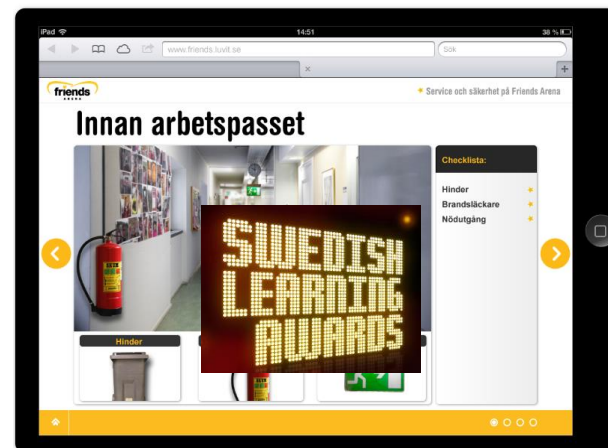 iPad
14:51
38 %
www.friends.luvit.se
Sök
friends
ARENA
Service och säkerhet på Friends Arena
Innan arbetspasset
Checklista:
Hinder
Brandsläckare
Nödutgång
SWEDISH
LEARNING
AWARDS
Hinder